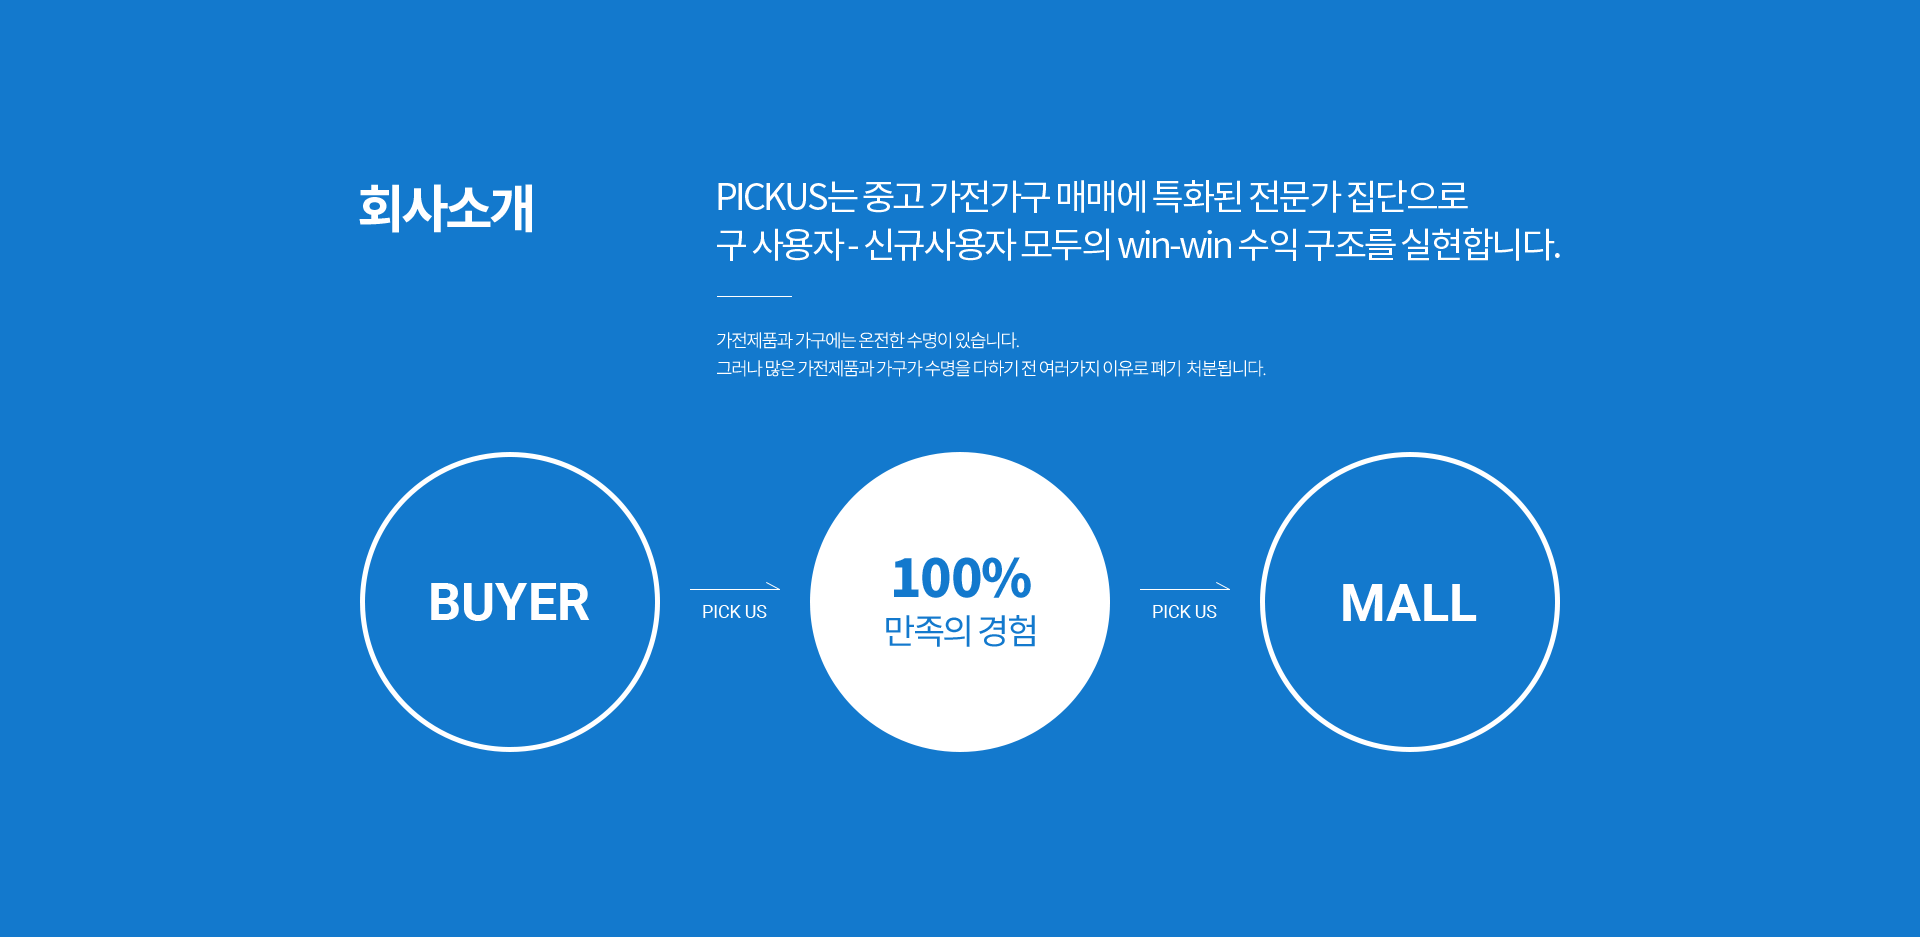 회사소개
PICKUS는 중고 가전가구 매매에 특화된 전문가 집단으로
구 사용자 - 신규사용자 모두의 win-win 수익 구조를 실현합니다.
가전제품과 가구에는 온전한 수명이 있습니다.
그러나 많은 가전제품과 가구가 수명을 다하기 전 여러가지 이유로 폐기 처분됩니다.
BUYER
PICK US
100%
만족의 경험
PICK US
MALL